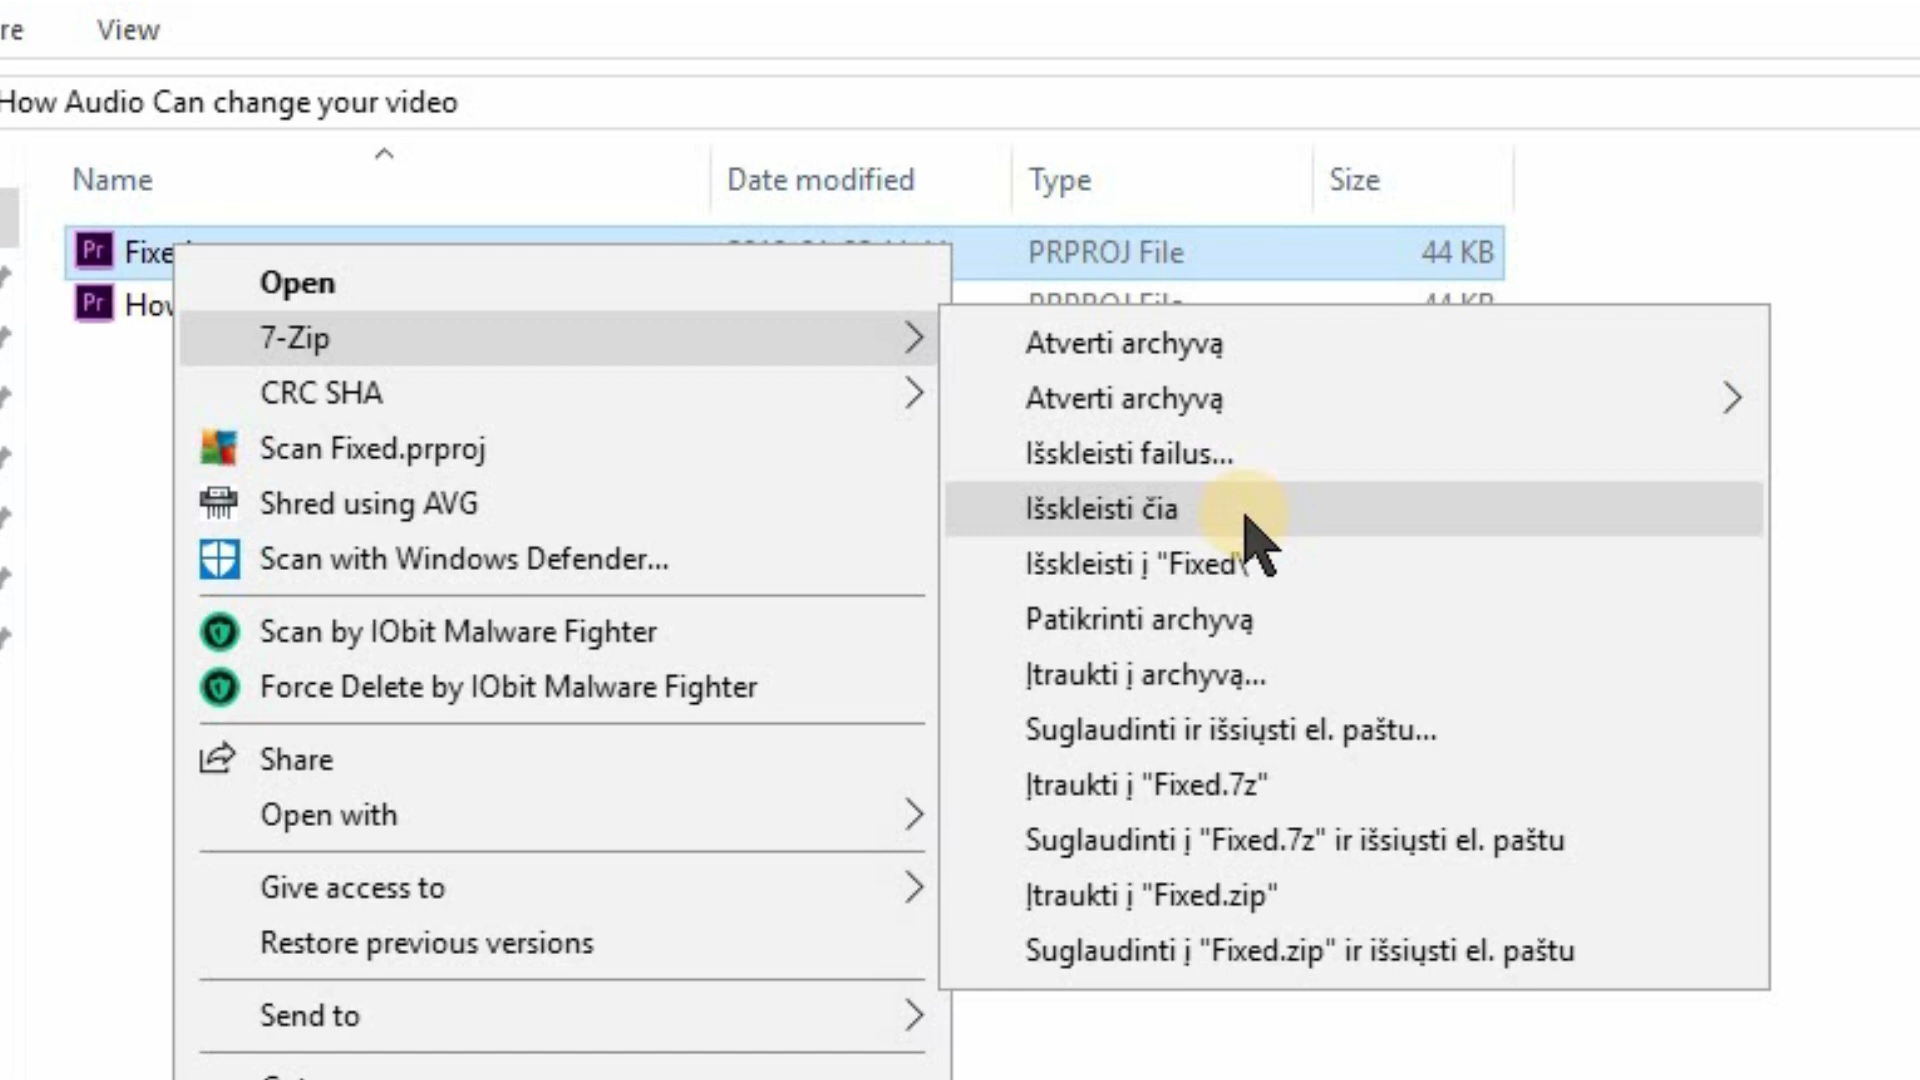 View
How Audio Can change your video
Name Date modified Type Size
Pr PRPROJ File 44 KB
Pr
Open
7-Zip
CRC SHA
Scan Fixed.prproj
Shred using AVG
Scan with Windows Defender...
Scan by IObit Malware Fighter
Force Delete by IObit Malware Fighter
Share
Open with
Give access to
Restore previous versions
Send to
Atverti archyvą
Atverti archyvą
Išskleisti failus...
Išskleisti čia
Išskleisti į "Fixed\
Patikrinti archyvą
Įtraukti į archyvą...
Suglaudinti ir išsiųsti el. paštu...
Įtraukti į "Fixed.7z"
Suglaudinti į "Fixed.7z" ir išsiųsti el. paštu
Įtraukti į "Fixed.zip"
Suglaudinti į "Fixed.zip" ir išsiųsti el. paštu